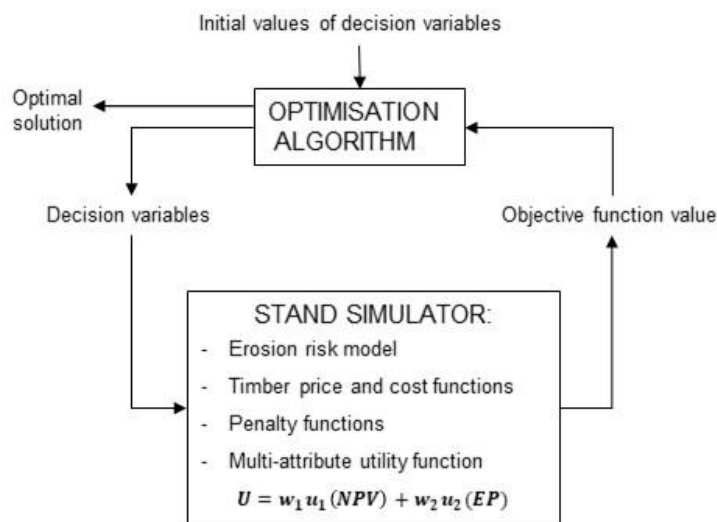 Initial values of decision variables
Optimal
solution
OPTIMISATION
ALGORITHM
Decision variables
Objective function value
STAND SIMULATOR:
- Erosion risk model
- Timber price and cost functions
- Penalty functions
- Multi-attribute utility function
U = w₁u₁(NPV) + w₂u₂(EP)